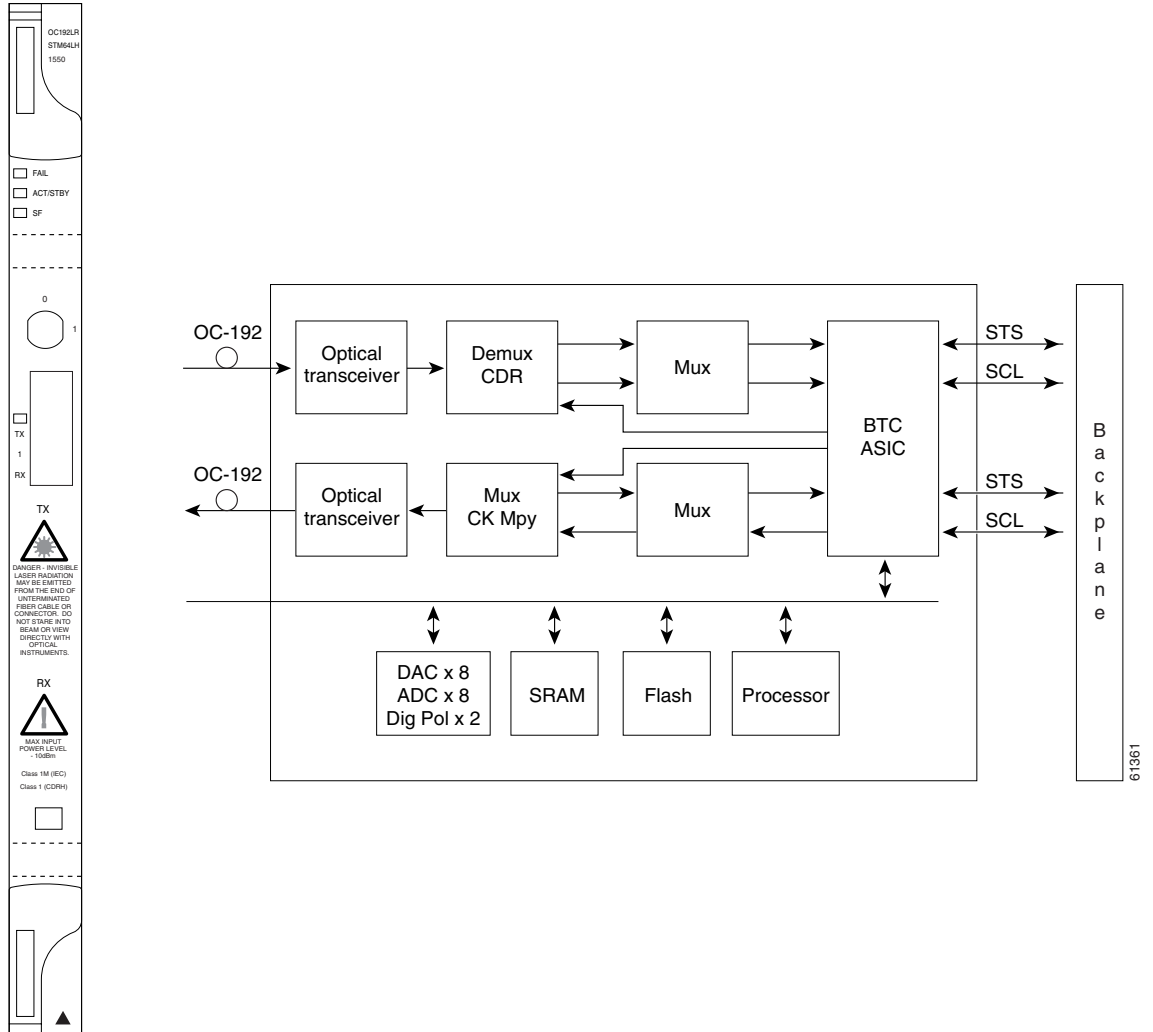 OC192LR
STM64LH
1550
FAIL
ACT/STBY
SF
0
1
TX
1
RX
TX
DANGER - INVISIBLE
LASER RADIATION
MAY BE EMITTED
FROM THE END OF
UNTERMINATED
FIBER CABLE OR
CONNECTOR. DO
NOT STARE INTO
BEAM OR VIEW
DIRECTLY WITH
OPTICAL
INSTRUMENTS.
RX
!
MAX INPUT
POWER LEVEL
- 10dBm
Class 1M (IEC)
Class 1 (CDRH)
OC-192
Optical
transceiver
Demux
CDR
Mux
BTC
ASIC
STS
SCL
OC-192
Optical
transceiver
Mux
CK Mpy
Mux
STS
SCL
DAC x 8
ADC x 8
Dig Pol x 2
SRAM
Flash
Processor
Backplane
61361